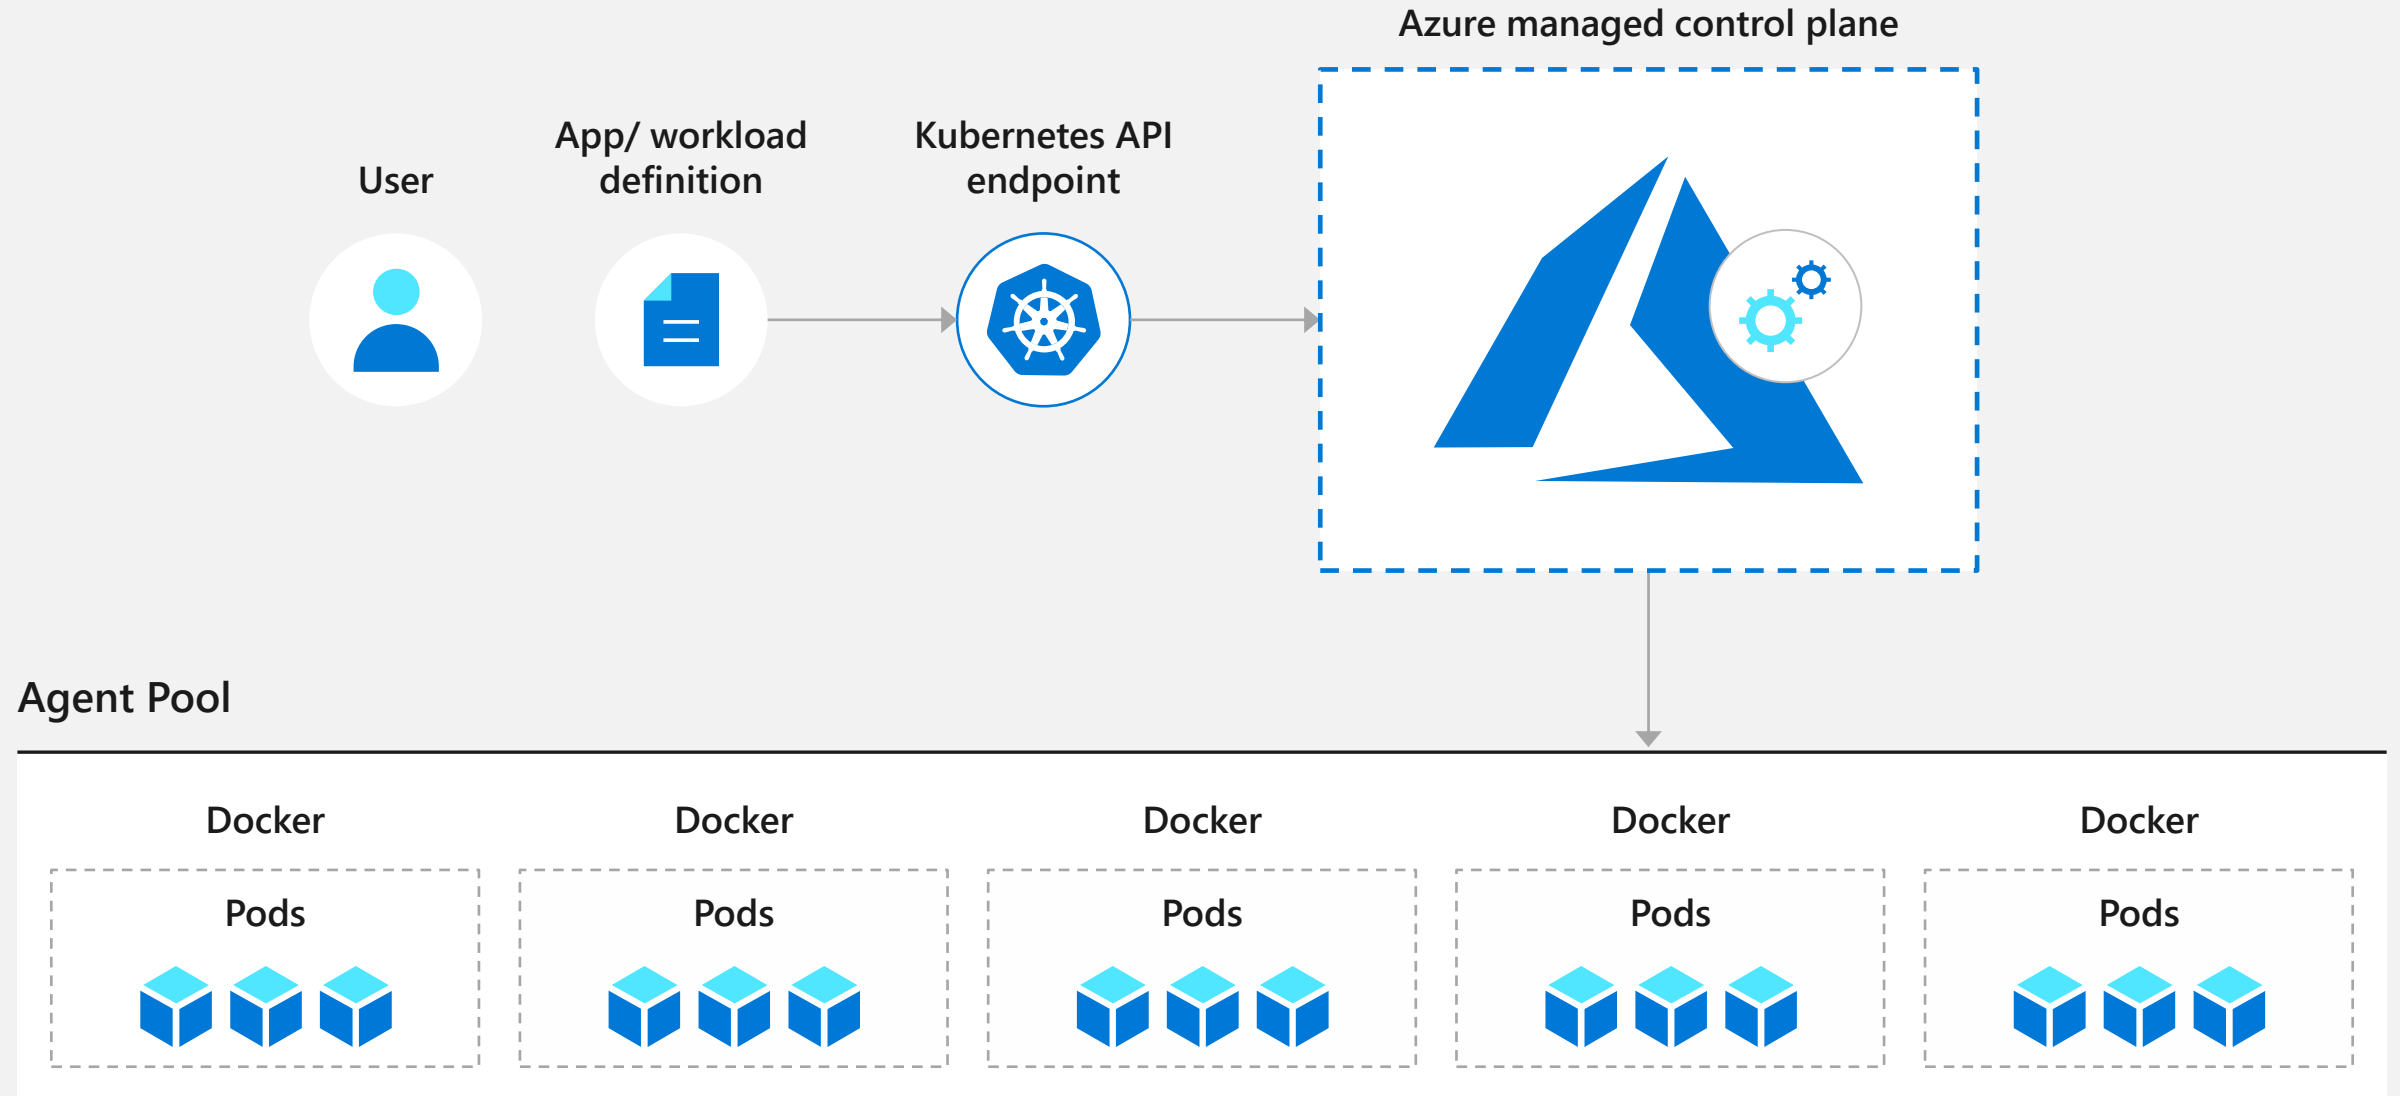 Azure managed control plane
User
App/ workload
definition
Kubernetes API
endpoint
Agent Pool
Docker
Docker
Docker
Docker
Docker
Pods
Pods
Pods
Pods
Pods